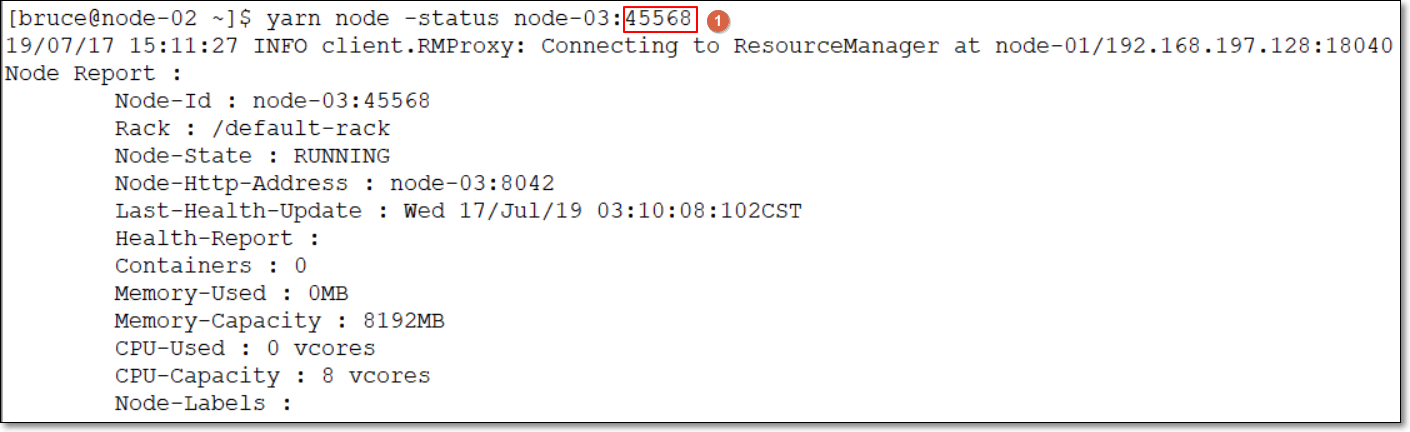 [bruce@node-02 ~]$ yarn node -status node-03:45568 1
19/07/17 15:11:27 INFO client.RMProxy: Connecting to ResourceManager at node-01/192.168.197.128:18040
Node Report :
Node-Id : node-03:45568
Rack : /default-rack
Node-State : RUNNING
Node-Http-Address : node-03:8042
Last-Health-Update : Wed 17/Jul/19 03:10:08:102CST
Health-Report :
Containers : 0
Memory-Used : 0MB
Memory-Capacity : 8192MB
CPU-Used : 0 vcores
CPU-Capacity : 8 vcores
Node-Labels :